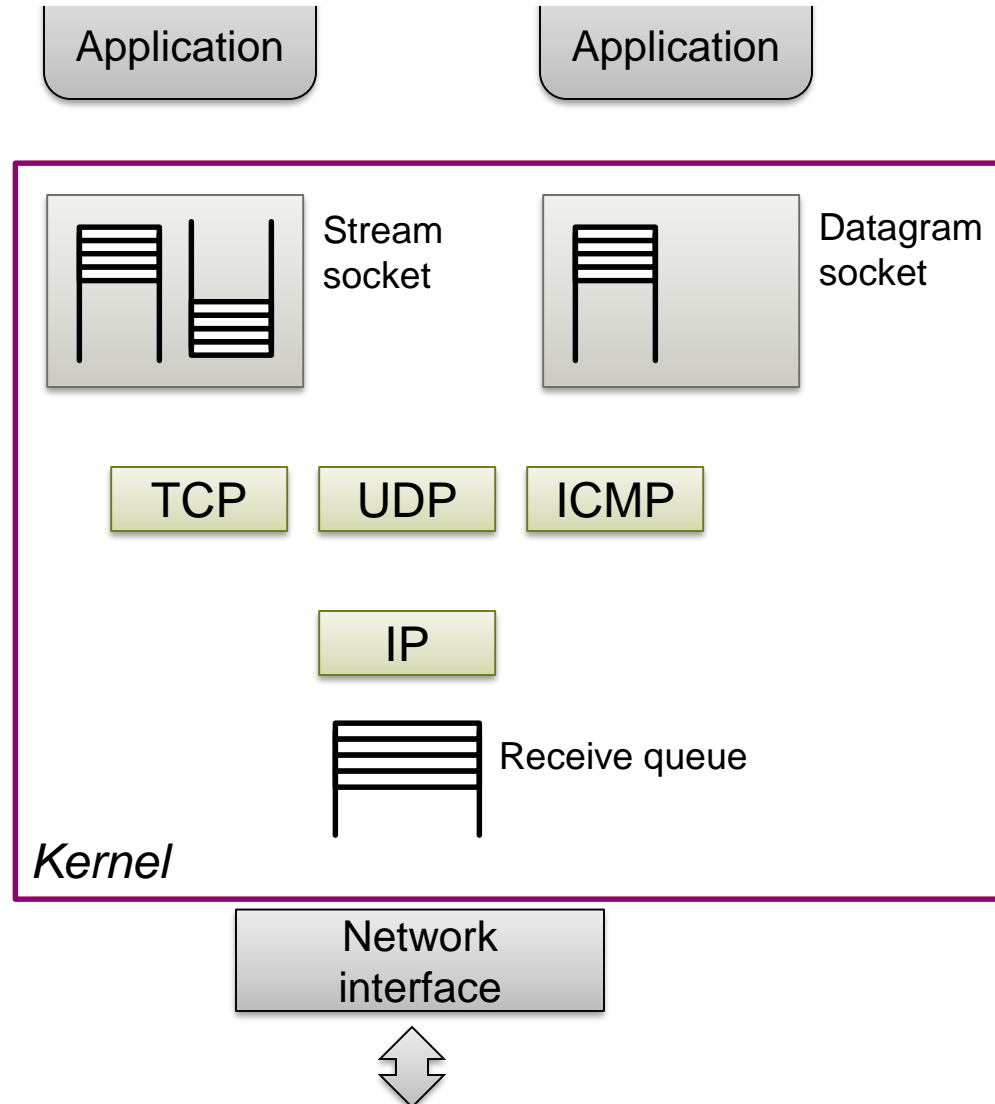 Application
Application
Stream
socket
Datagram
socket
TCP
UDP
ICMP
IP
Receive queue
Kernel
Network
interface